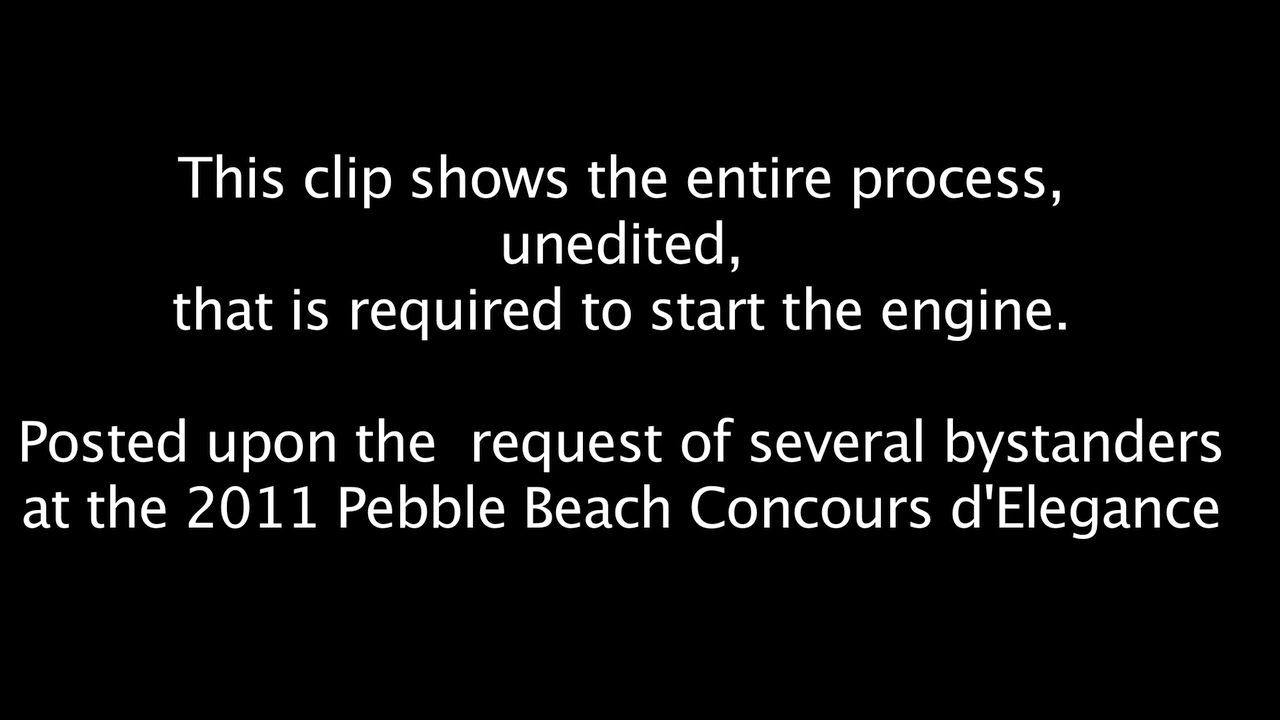 This clip shows the entire process,
unedited,
that is required to start the engine.
Posted upon the  request of several bystanders
at the 2011 Pebble Beach Concours d'Elegance